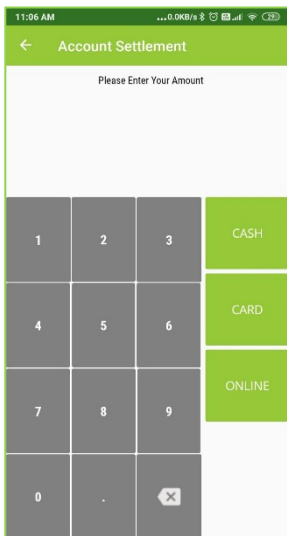 11:06 AM ...0.0KB/s 29
Account Settlement
Please Enter Your Amount
1 2 3 CASH
4 5 6 CARD
7 8 9 ONLINE
0 .